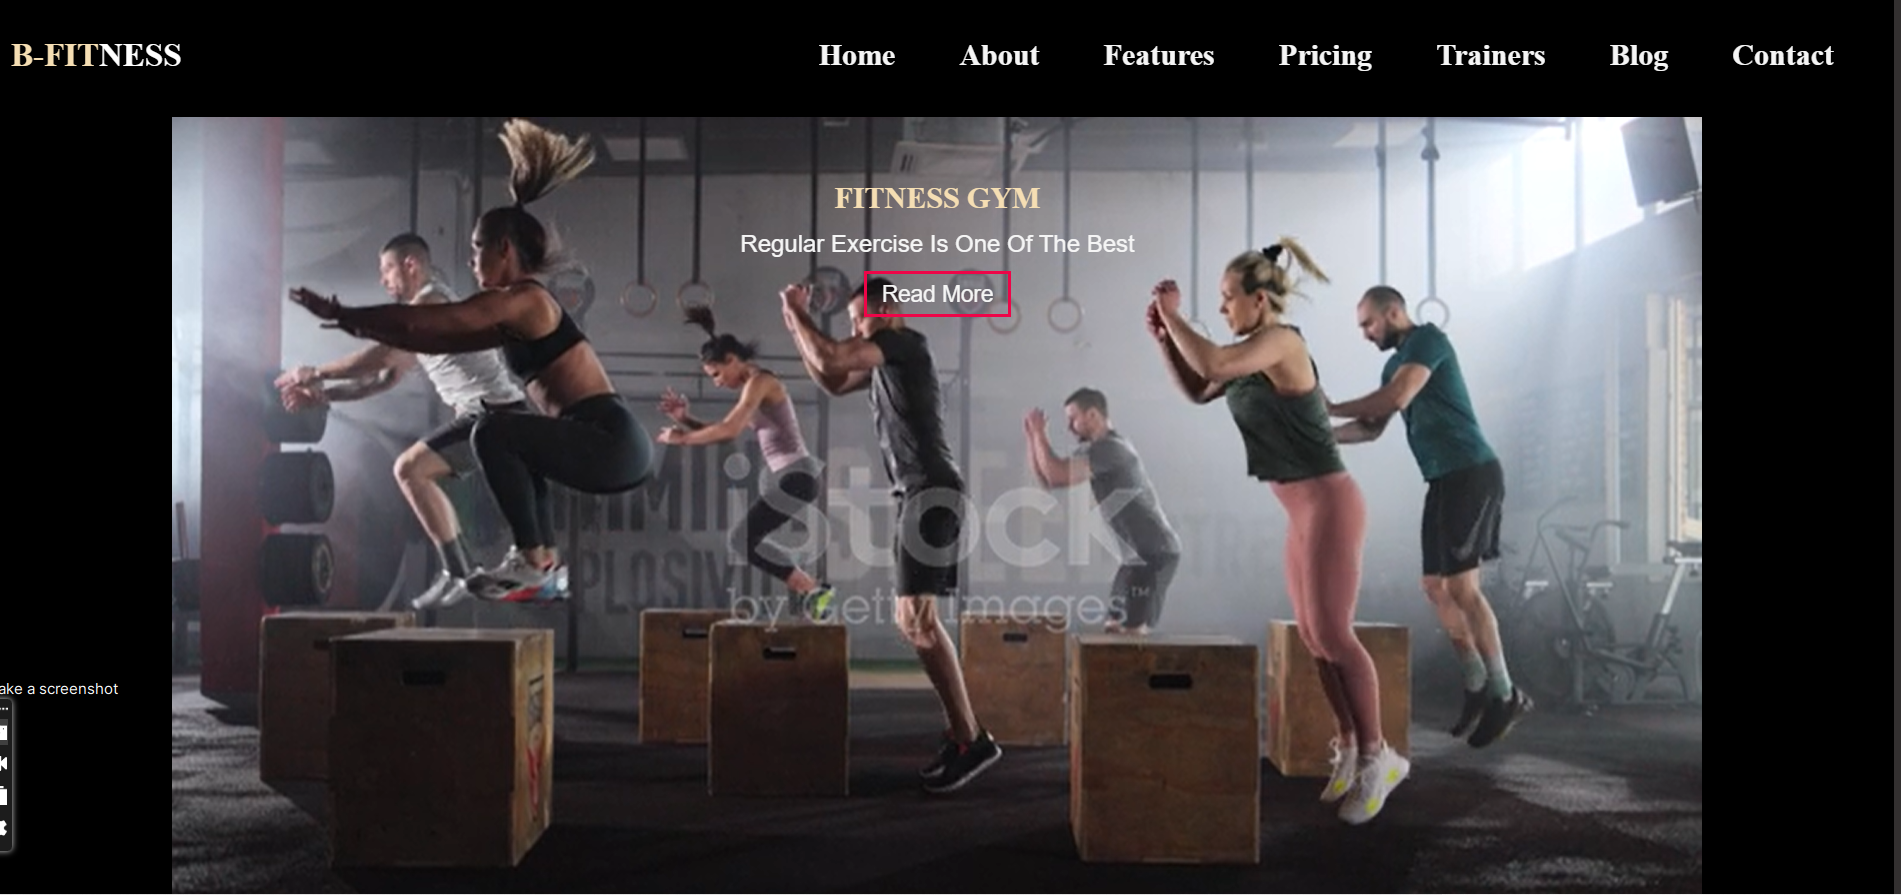 B-FITNESS
Home About Features Pricing Trainers Blog Contact
FITNESS GYM
Regular Exercise Is One Of The Best
Read More
iStock
by Getty Images™
ake a screenshot